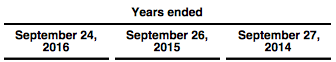 Years ended
September 24, September 26, September 27,
2016 2015 2014